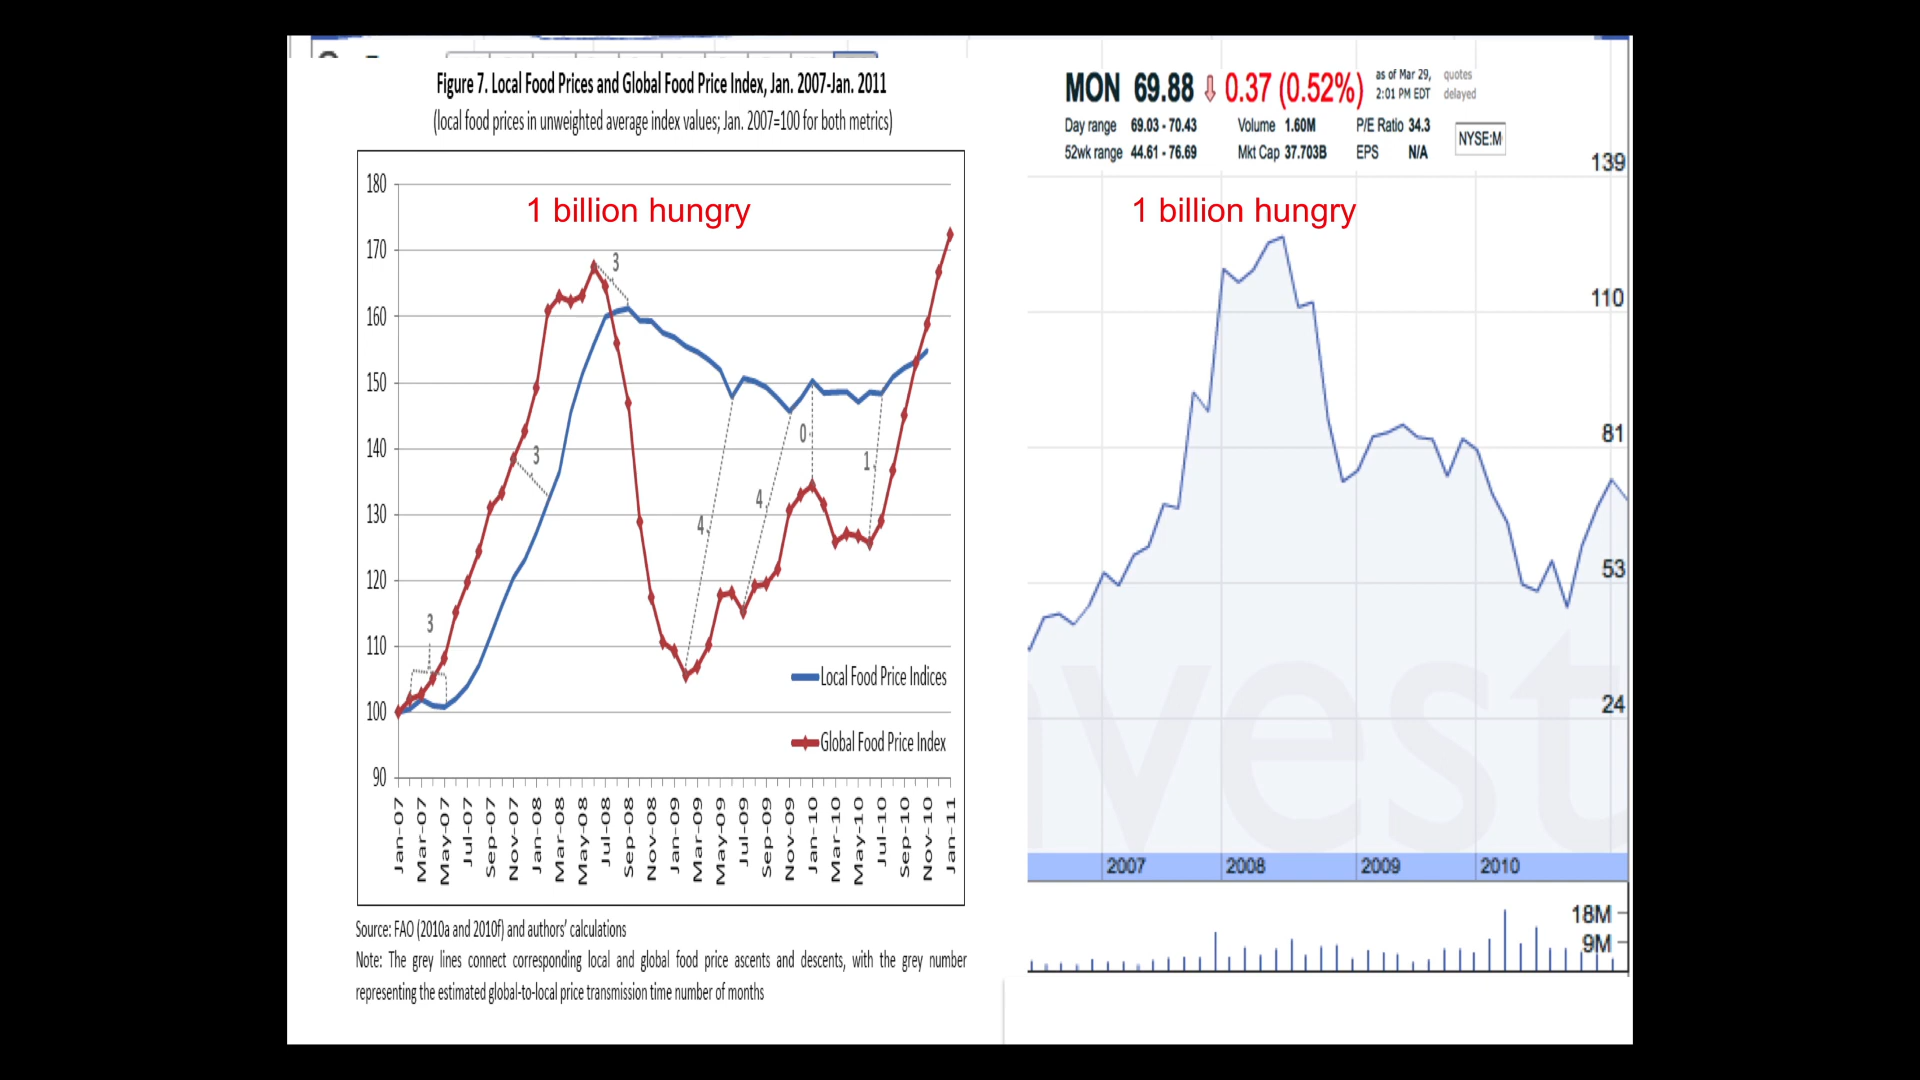 Figure 7. Local Food Prices and Global Food Price Index, Jan. 2007-Jan. 2011
(local food prices in unweighted average index values; Jan. 2007=100 for both metrics)
1 billion hungry
180
170
160
150
140
130
120
110
100
90
3
3
3
4
4
0
1
Local Food Price Indices
Global Food Price Index
Jan-07
Mar-07
May-07
Jul-07
Sep-07
Nov-07
Jan-08
Mar-08
May-08
Jul-08
Sep-08
Nov-08
Jan-09
Mar-09
May-09
Jul-09
Sep-09
Nov-09
Jan-10
Mar-10
May-10
Jul-10
Sep-10
Nov-10
Jan-11
Source: FAO (2010a and 2010f) and authors' calculations
Note: The grey lines connect corresponding local and global food price ascents and descents, with the grey number
representing the estimated global-to-local price transmission time number of months
MON 69.88 0.37 (0.52%) as of Mar 29, quotes
2:01 PM EDT delayed
Day range 69.03 - 70.43 Volume 1.60M P/E Ratio 34.3
NYSE:M
52wk range 44.61 - 76.69 Mkt Cap 37.703B EPS N/A
1 billion hungry
139
110
81
53
24
vest
2007 2008 2009 2010
18M
9M